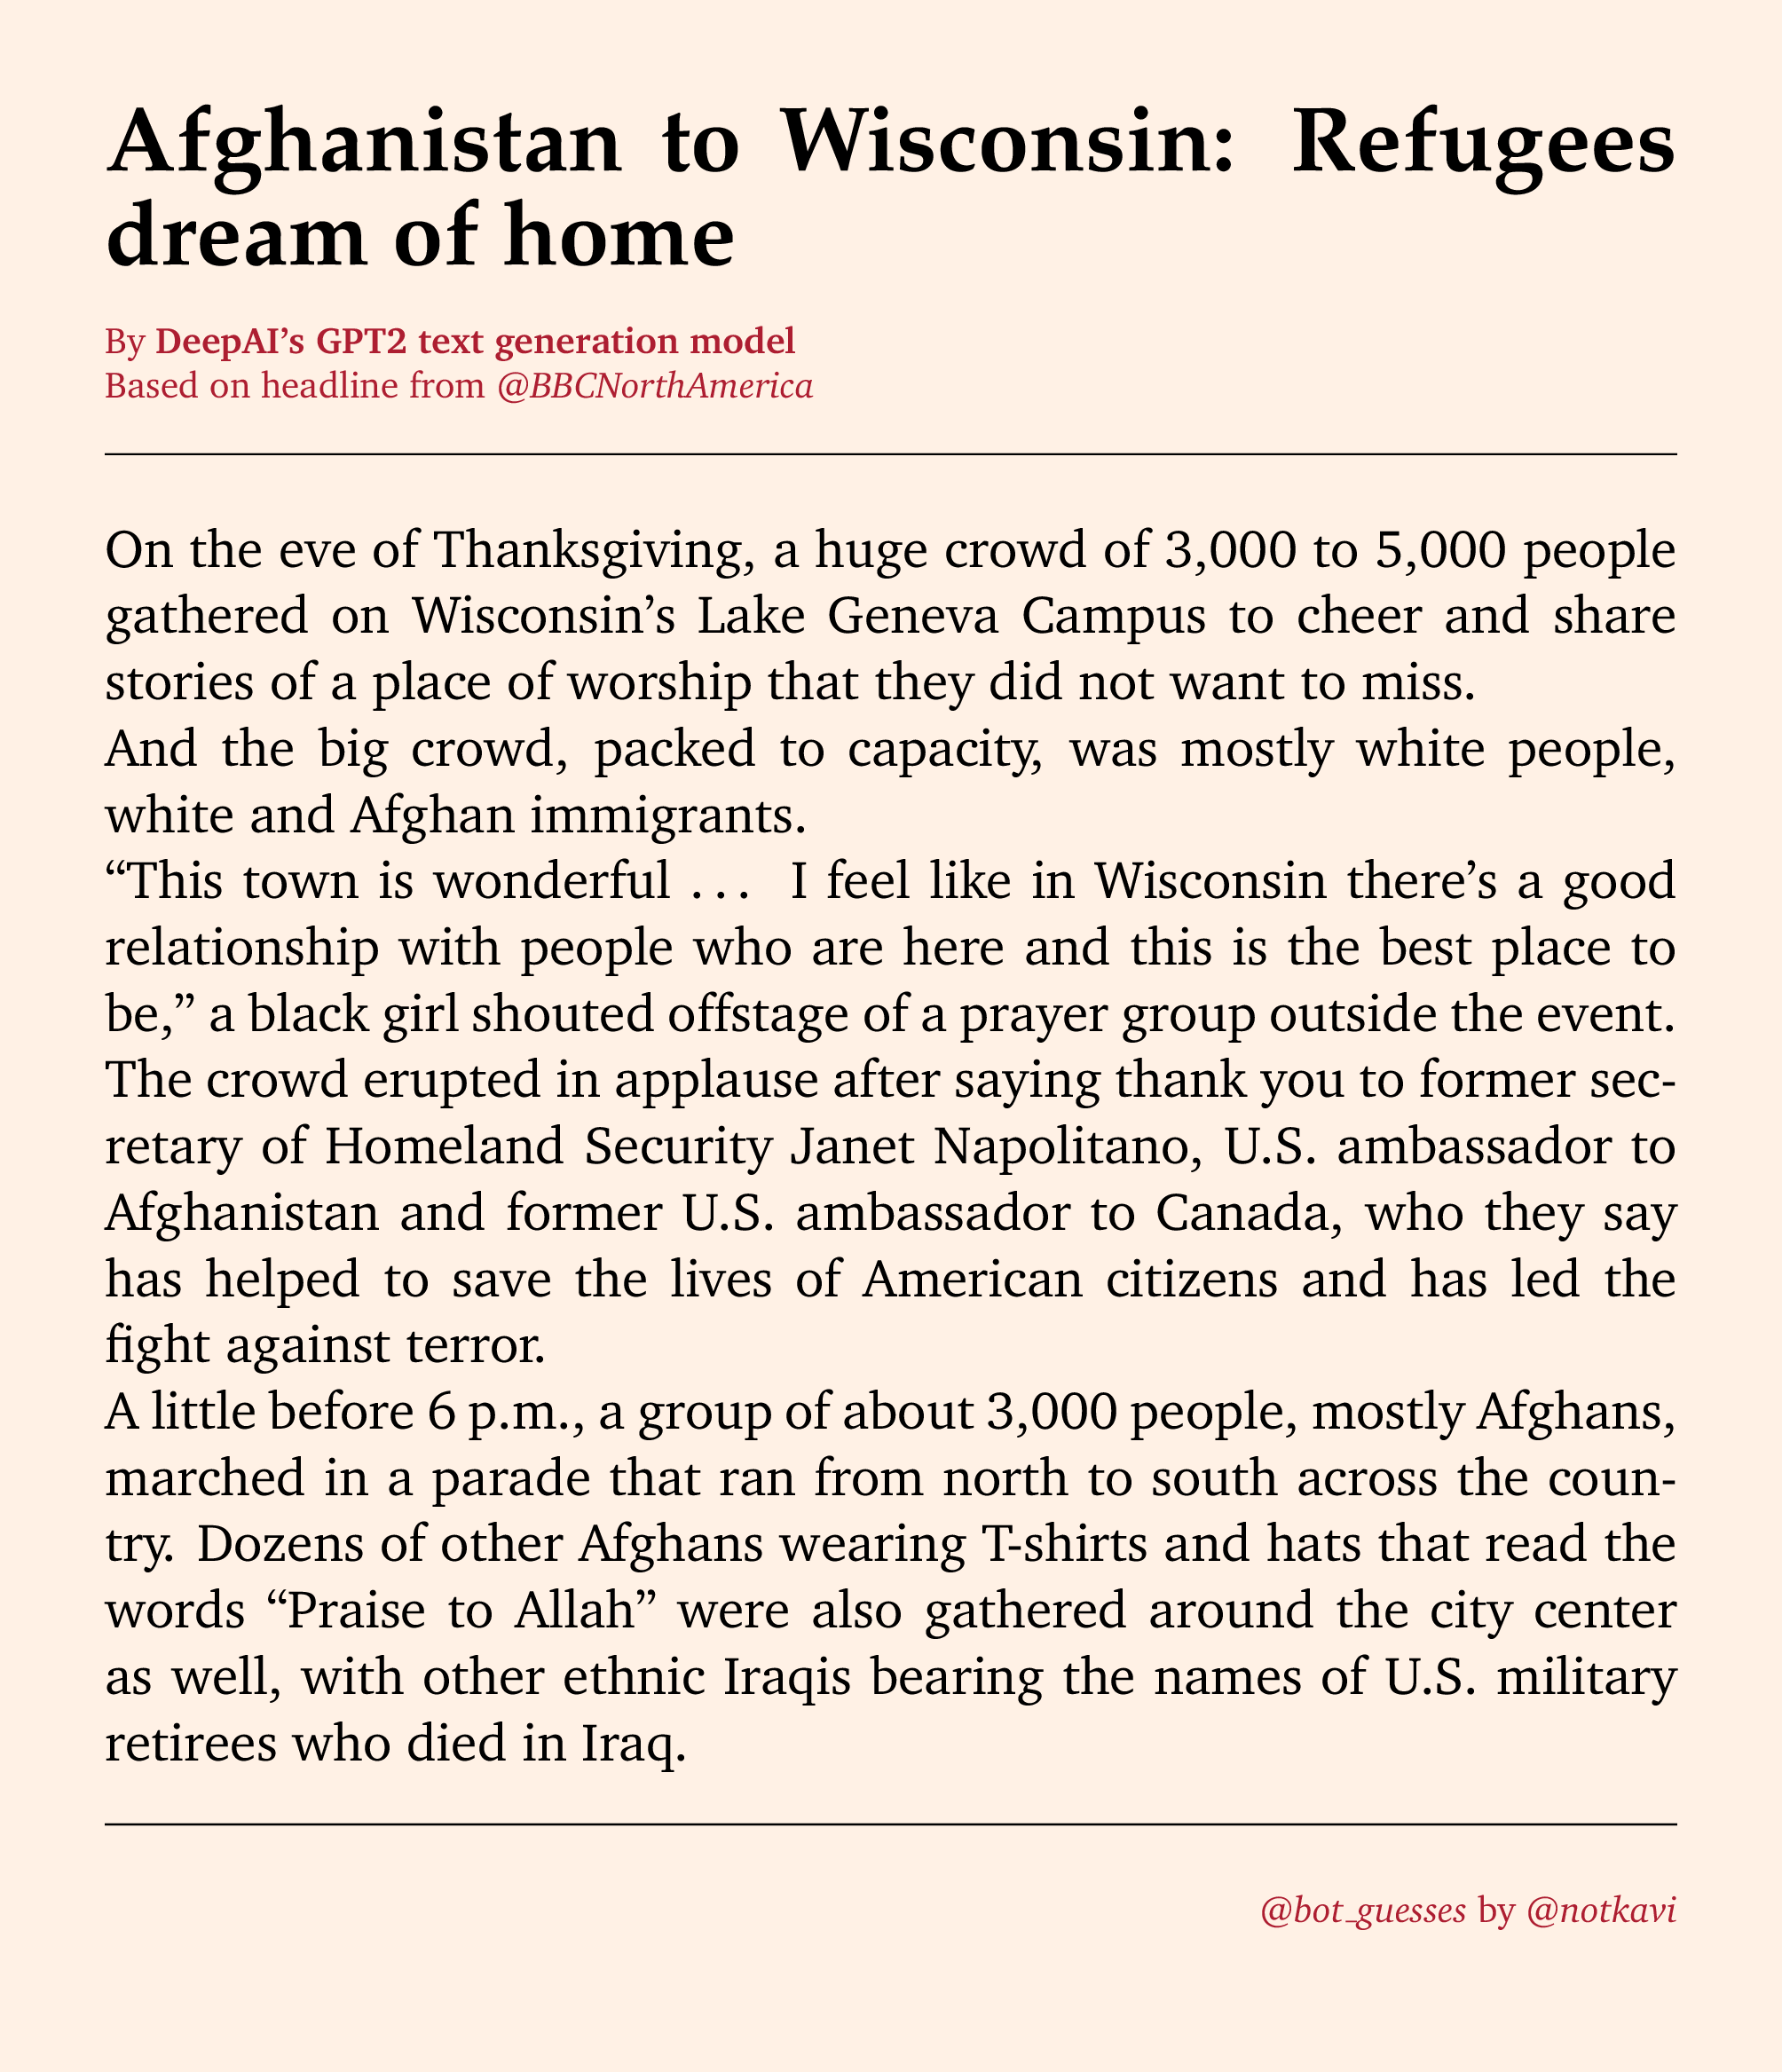 Afghanistan to Wisconsin: Refugees
dream of home
By DeepAI’s GPT2 text generation model
Based on headline from @BBCNorthAmerica
On the eve of Thanksgiving, a huge crowd of 3,000 to 5,000 people
gathered on Wisconsin’s Lake Geneva Campus to cheer and share
stories of a place of worship that they did not want to miss.
And the big crowd, packed to capacity, was mostly white people,
white and Afghan immigrants.
“This town is wonderful . . . I feel like in Wisconsin there’s a good
relationship with people who are here and this is the best place to
be,” a black girl shouted offstage of a prayer group outside the event.
The crowd erupted in applause after saying thank you to former sec-
retary of Homeland Security Janet Napolitano, U.S. ambassador to
Afghanistan and former U.S. ambassador to Canada, who they say
has helped to save the lives of American citizens and has led the
fight against terror.
A little before 6 p.m., a group of about 3,000 people, mostly Afghans,
marched in a parade that ran from north to south across the coun-
try. Dozens of other Afghans wearing T-shirts and hats that read the
words “Praise to Allah” were also gathered around the city center
as well, with other ethnic Iraqis bearing the names of U.S. military
retirees who died in Iraq.
@bot_guesses by @notkavi